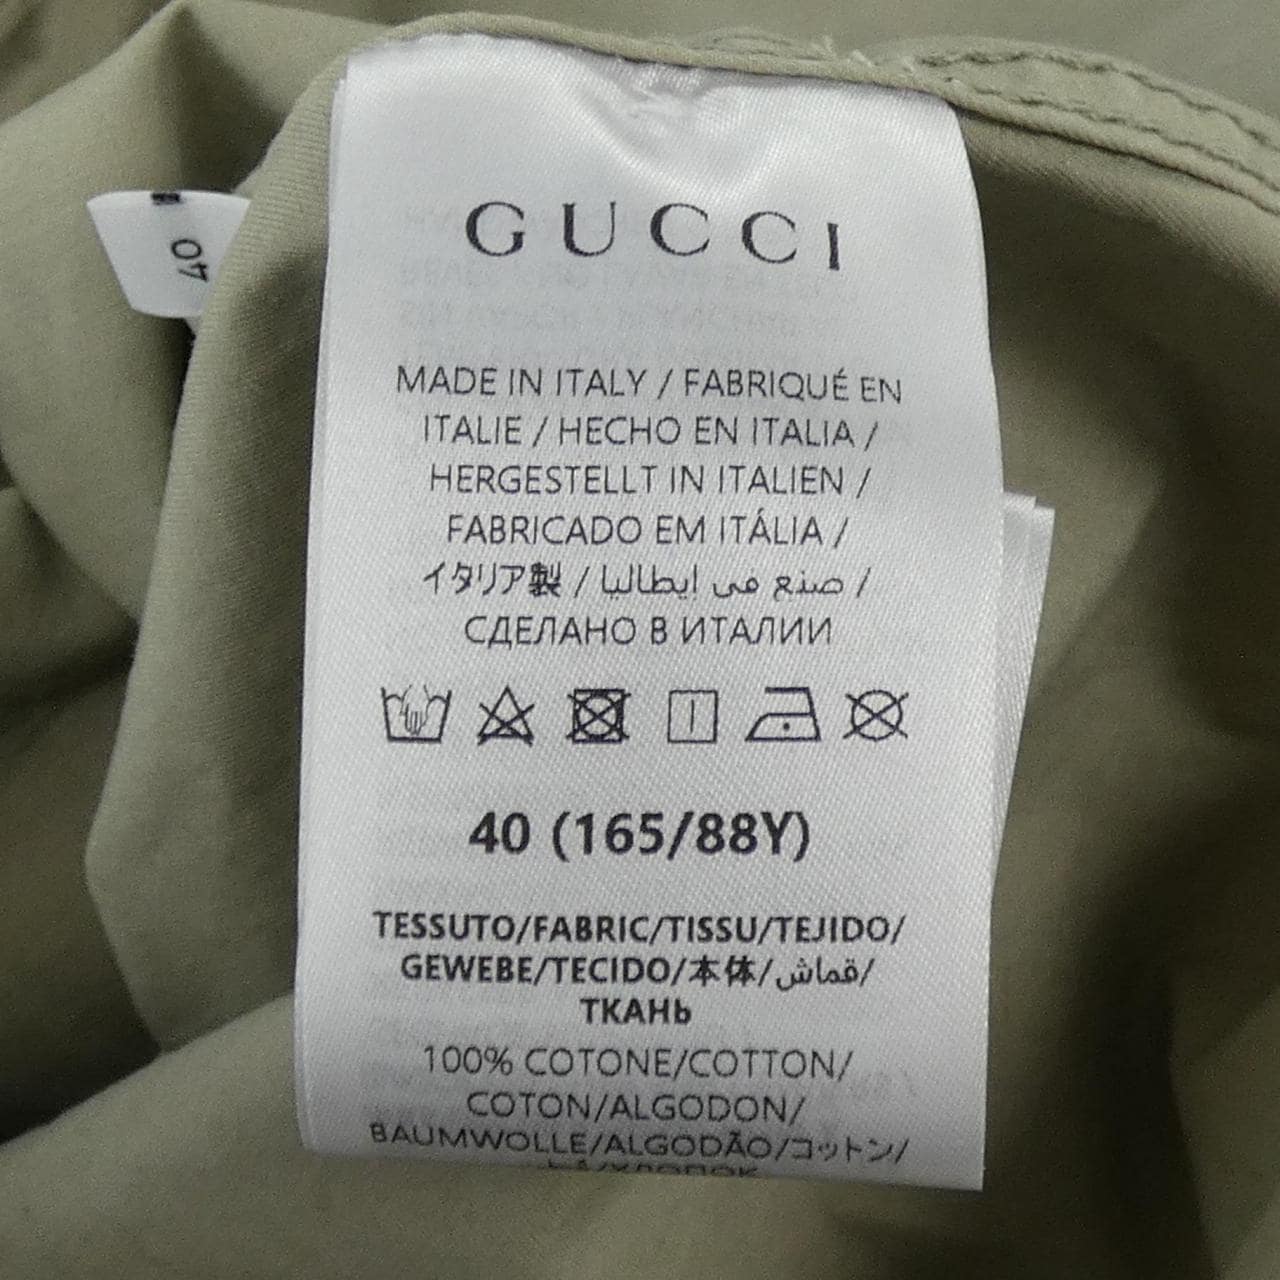 GUCCI
MADE IN ITALY / FABRIQUÉ EN
ITALIE / HECHO EN ITALIA /
HERGESTELLT IN ITALIEN /
FABRICADO EM ITÁLIA /
イタリア製 / صنع في إيطاليا /
СДЕЛАНО В ИТАЛИИ
40 (165/88Y)
TESSUTO/FABRIC/TISSU/TEJIDO/
GEWEBE/TECIDO/本体/قماش/
ТКАНЬ
100% COTONE/COTTON/
COTON/ALGODON/
BAUMWOLLE/ALGODÃO/コットン/
40